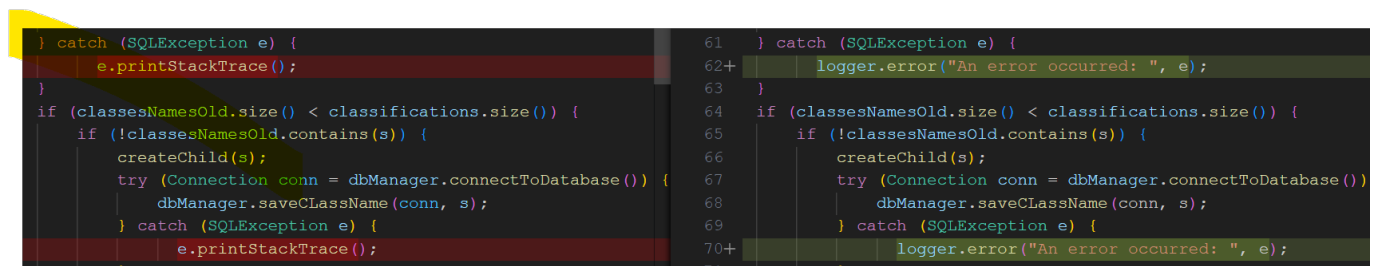 } catch (SQLException e) {
e.printStackTrace();
}
if (classesNamesOld.size() < classifications.size()) {
if (!classesNamesOld.contains(s)) {
createChild(s);
try (Connection conn = dbManager.connectToDatabase()) {
dbManager.saveCLassName(conn, s);
} catch (SQLException e) {
e.printStackTrace();
61 } catch (SQLException e) {
62+ logger.error("An error occurred: ", e);
63 }
64 if (classesNamesOld.size() < classifications.size()) {
65 if (!classesNamesOld.contains(s)) {
66 createChild(s);
67 try (Connection conn = dbManager.connectToDatabase())
68 dbManager.saveCLassName(conn, s);
69 } catch (SQLException e) {
70+ logger.error("An error occurred: ", e);